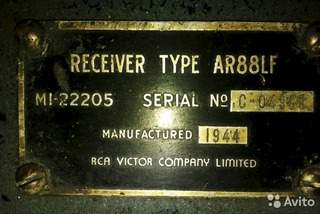 RECEIVER TYPE AR88LF
MI-22205 SERIAL Nº
MANUFACTURED 1944
RCA VICTOR COMPANY LIMITED
Avito